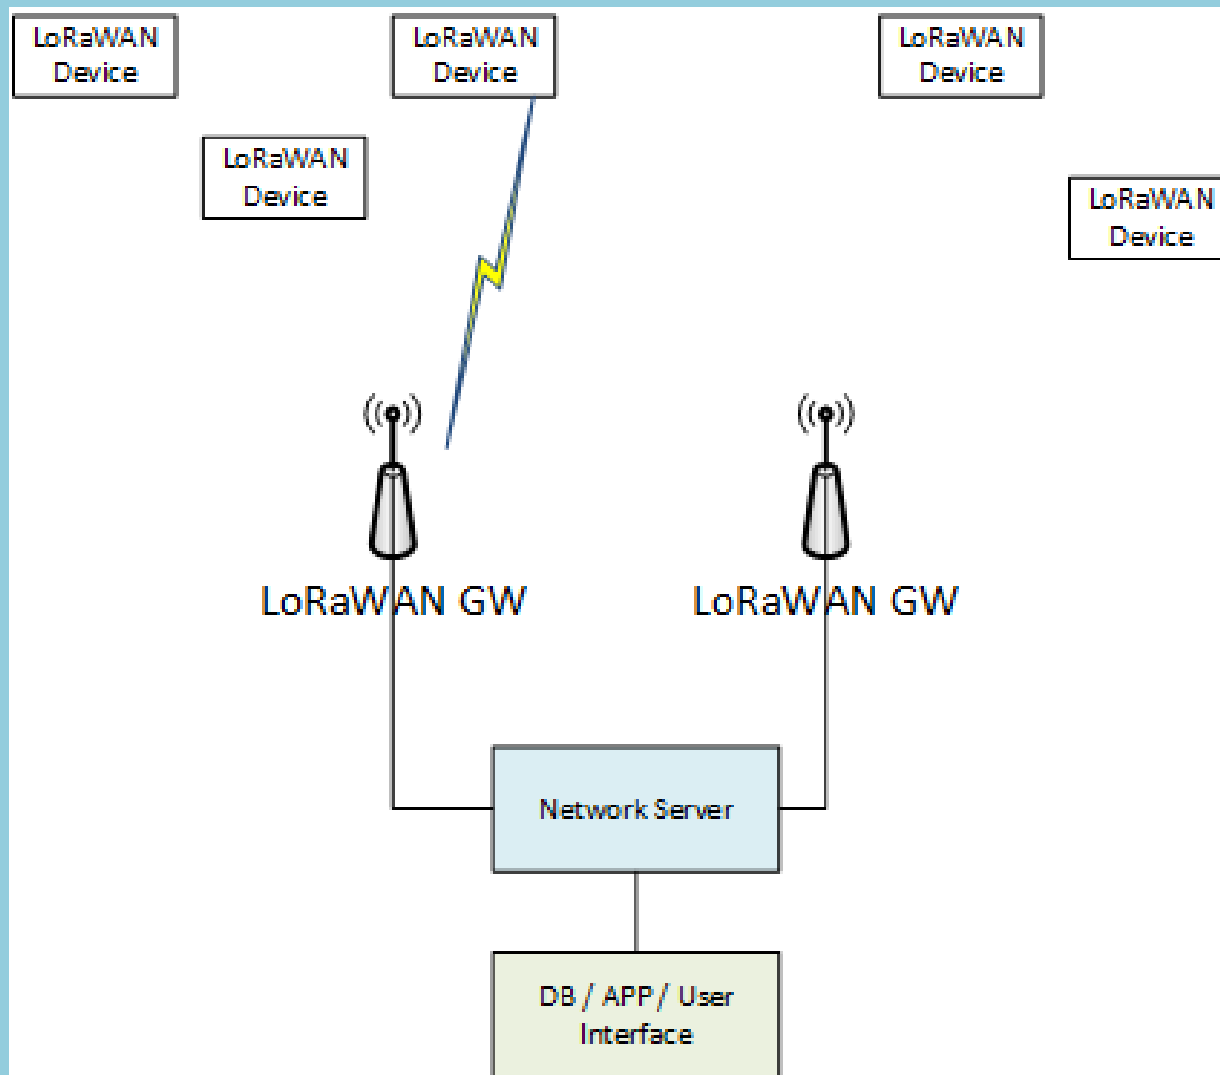 LoRaWAN
Device
LoRaWAN
Device
LoRaWAN
Device
LoRaWAN
Device
LoRaWAN
Device
LoRaWAN GW
LoRaWAN GW
Network Server
DB / APP / User
Interface